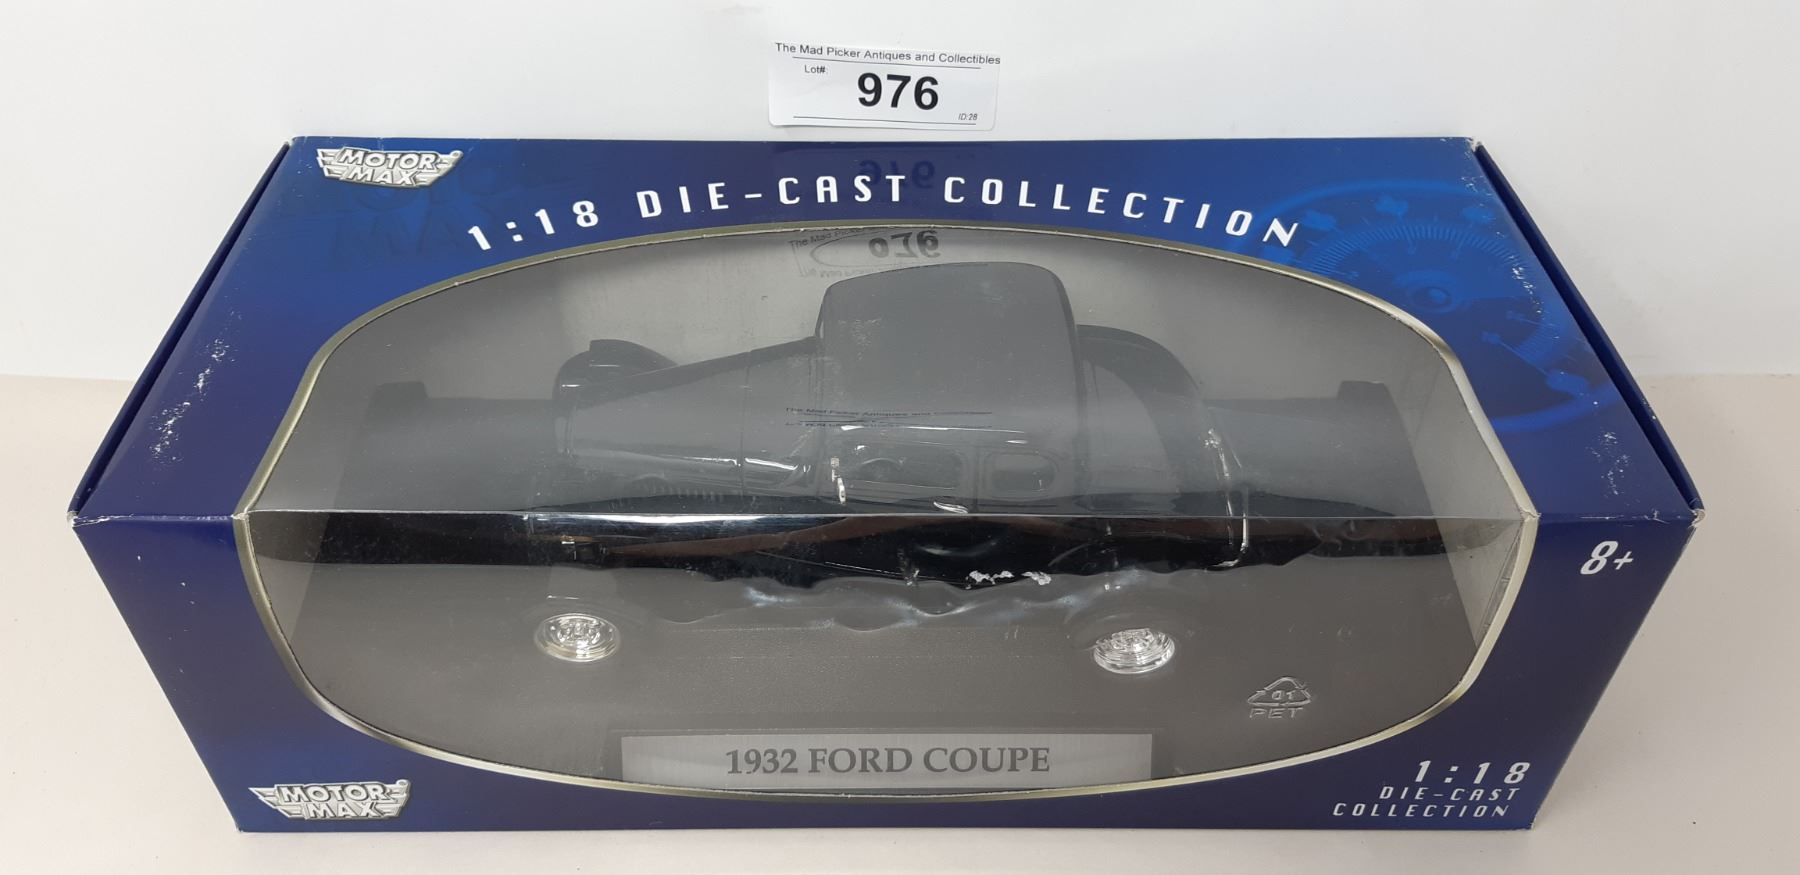 The Mad Picker Antiques and Collectibles
Lot#:
976
ID:28
MOTOR
MAX
1:18 DIE-CAST COLLECTION
8+
01
PET
1932 FORD COUPE
MOTOR
MAX
1:18
DIE-CAST
COLLECTION